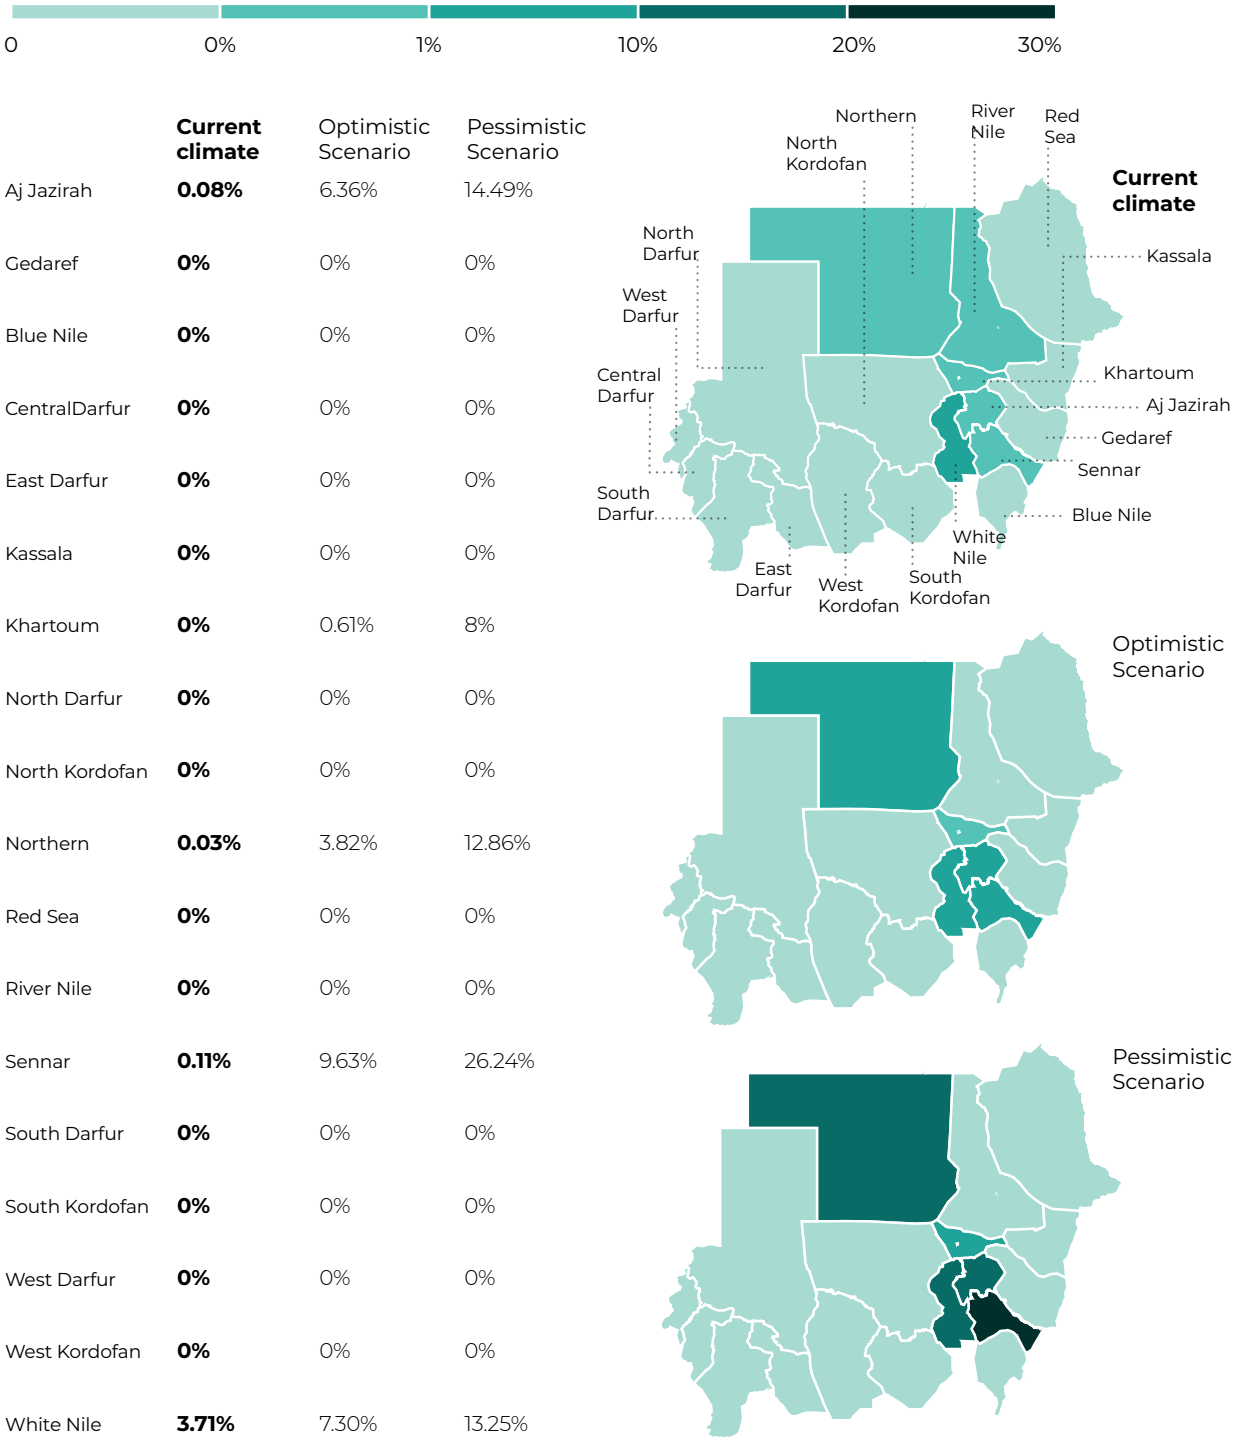 0 0% 1% 10% 20% 30%
Current climate Optimistic Scenario Pessimistic Scenario
Aj Jazirah 0.08% 6.36% 14.49%
Gedaref 0% 0% 0%
Blue Nile 0% 0% 0%
CentralDarfur 0% 0% 0%
East Darfur 0% 0% 0%
Kassala 0% 0% 0%
Khartoum 0% 0.61% 8%
North Darfur 0% 0% 0%
North Kordofan 0% 0% 0%
Northern 0.03% 3.82% 12.86%
Red Sea 0% 0% 0%
River Nile 0% 0% 0%
Sennar 0.11% 9.63% 26.24%
South Darfur 0% 0% 0%
South Kordofan 0% 0% 0%
West Darfur 0% 0% 0%
West Kordofan 0% 0% 0%
White Nile 3.71% 7.30% 13.25%
Northern
River
Nile
Red
Sea
North
Kordofan
Current
climate
North
Darfur
Kassala
West
Darfur
Central
Darfur
Khartoum
Aj Jazirah
Gedaref
Sennar
South
Darfur
Blue Nile
White
Nile
East
Darfur
West
Kordofan
South
Kordofan
Optimistic
Scenario
Pessimistic
Scenario